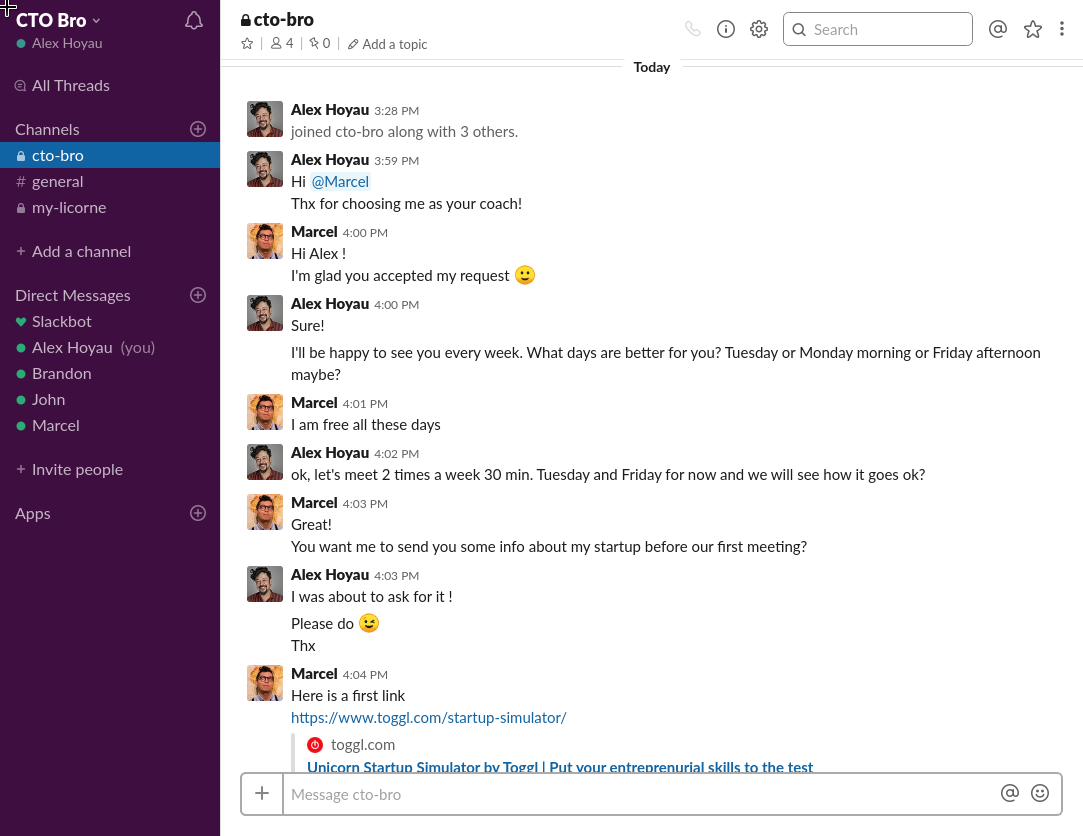 CTO Bro
Alex Hoyau
All Threads
Channels
cto-bro
# general
my-licorne
+ Add a channel
Direct Messages
Slackbot
Alex Hoyau (you)
Brandon
John
Marcel
+ Invite people
Apps
cto-bro
4
0
Add a topic
Search
Today
Alex Hoyau 3:28 PM
joined cto-bro along with 3 others.
Alex Hoyau 3:59 PM
Hi @Marcel
Thx for choosing me as your coach!
Marcel 4:00 PM
Hi Alex !
I'm glad you accepted my request 🙂
Alex Hoyau 4:00 PM
Sure!
I'll be happy to see you every week. What days are better for you? Tuesday or Monday morning or Friday afternoon
maybe?
Marcel 4:01 PM
I am free all these days
Alex Hoyau 4:02 PM
ok, let's meet 2 times a week 30 min. Tuesday and Friday for now and we will see how it goes ok?
Marcel 4:03 PM
Great!
You want me to send you some info about my startup before our first meeting?
Alex Hoyau 4:03 PM
I was about to ask for it !
Please do 😉
Thx
Marcel 4:04 PM
Here is a first link
https://www.toggl.com/startup-simulator/
toggl.com
Unicorn Startup Simulator by Toggl | Put your entreprenurial skills to the test
Message cto-bro